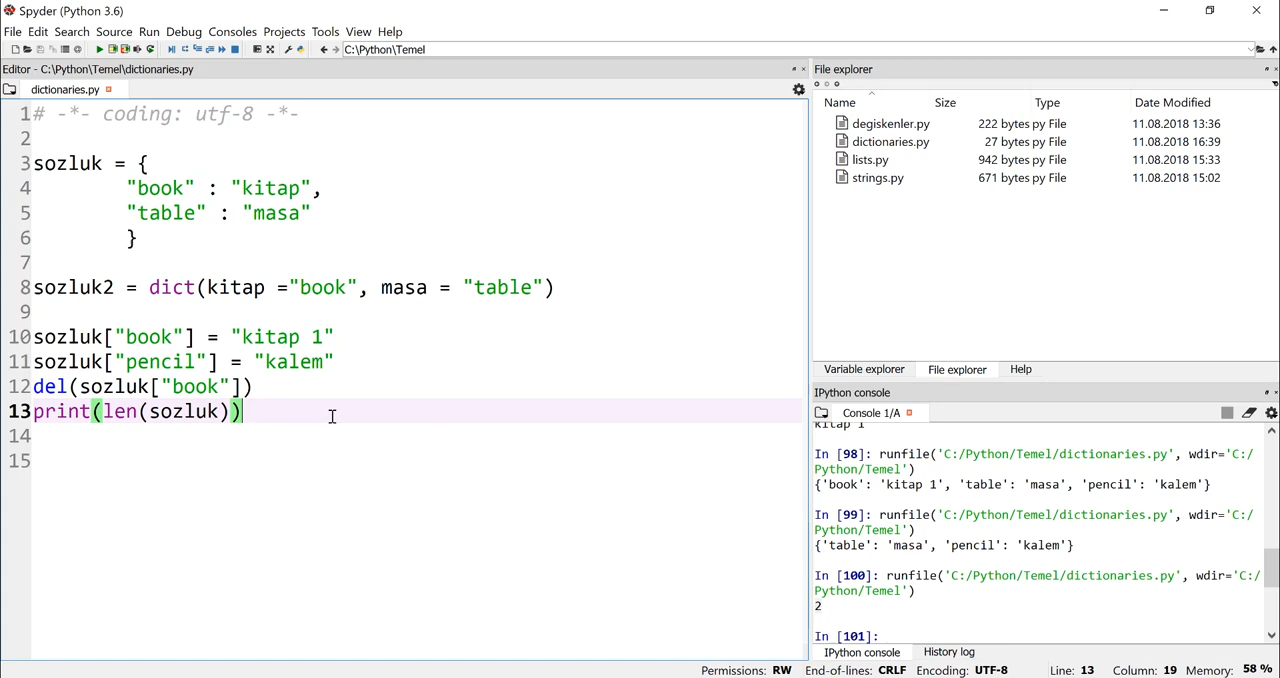 Spyder (Python 3.6)
File Edit Search Source Run Debug Consoles Projects Tools View Help
C:\Python\Temel
Editor - C:\Python\Temel\dictionaries.py
dictionaries.py
1 # -*- coding: utf-8 -*-
2
3 sozluk = {
4 "book" : "kitap",
5 "table" : "masa"
6 }
7
8 sozluk2 = dict(kitap ="book", masa = "table")
9
10 sozluk["book"] = "kitap 1"
11 sozluk["pencil"] = "kalem"
12 del(sozluk["book"])
13 print(len(sozluk))
14
15
File explorer
Name Size Type Date Modified
degiskenler.py 222 bytes py File 11.08.2018 13:36
dictionaries.py 27 bytes py File 11.08.2018 16:39
lists.py 942 bytes py File 11.08.2018 15:33
strings.py 671 bytes py File 11.08.2018 15:02
Variable explorer File explorer Help
IPython console
Console 1/A
kitap 1
In [98]: runfile('C:/Python/Temel/dictionaries.py', wdir='C:/
Python/Temel')
{'book': 'kitap 1', 'table': 'masa', 'pencil': 'kalem'}
In [99]: runfile('C:/Python/Temel/dictionaries.py', wdir='C:/
Python/Temel')
{'table': 'masa', 'pencil': 'kalem'}
In [100]: runfile('C:/Python/Temel/dictionaries.py', wdir='C:/
Python/Temel')
2
In [101]:
IPython console History log
Permissions: RW End-of-lines: CRLF Encoding: UTF-8 Line: 13 Column: 19 Memory: 58 %